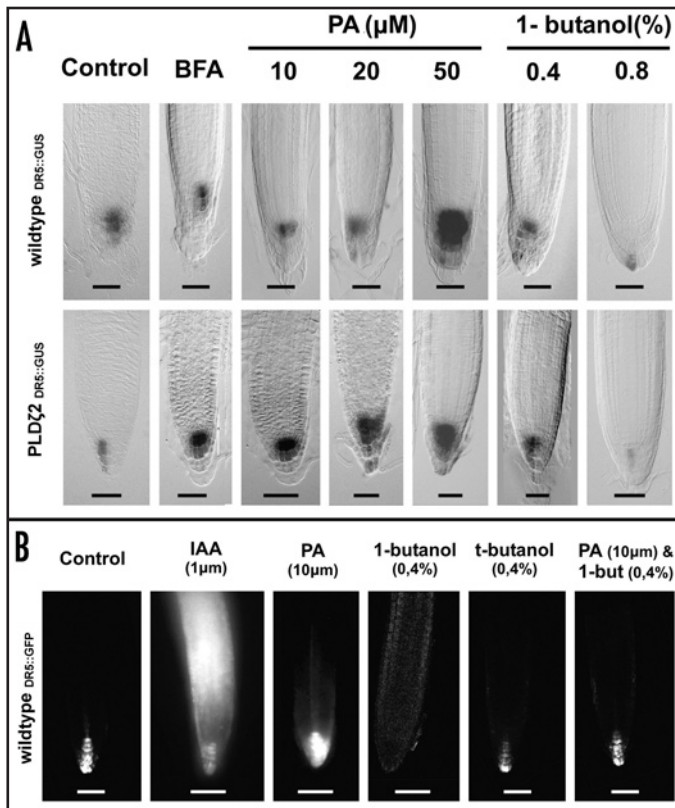 A
PA (μM) 1- butanol(%)
Control BFA 10 20 50 0.4 0.8
wildtype DR5::GUS
PLDζ2 DR5::GUS
B
Control IAA (1μm) PA (10μm) 1-butanol (0,4%) t-butanol (0,4%) PA (10μm) & 1-but (0,4%)
wildtype DR5::GFP